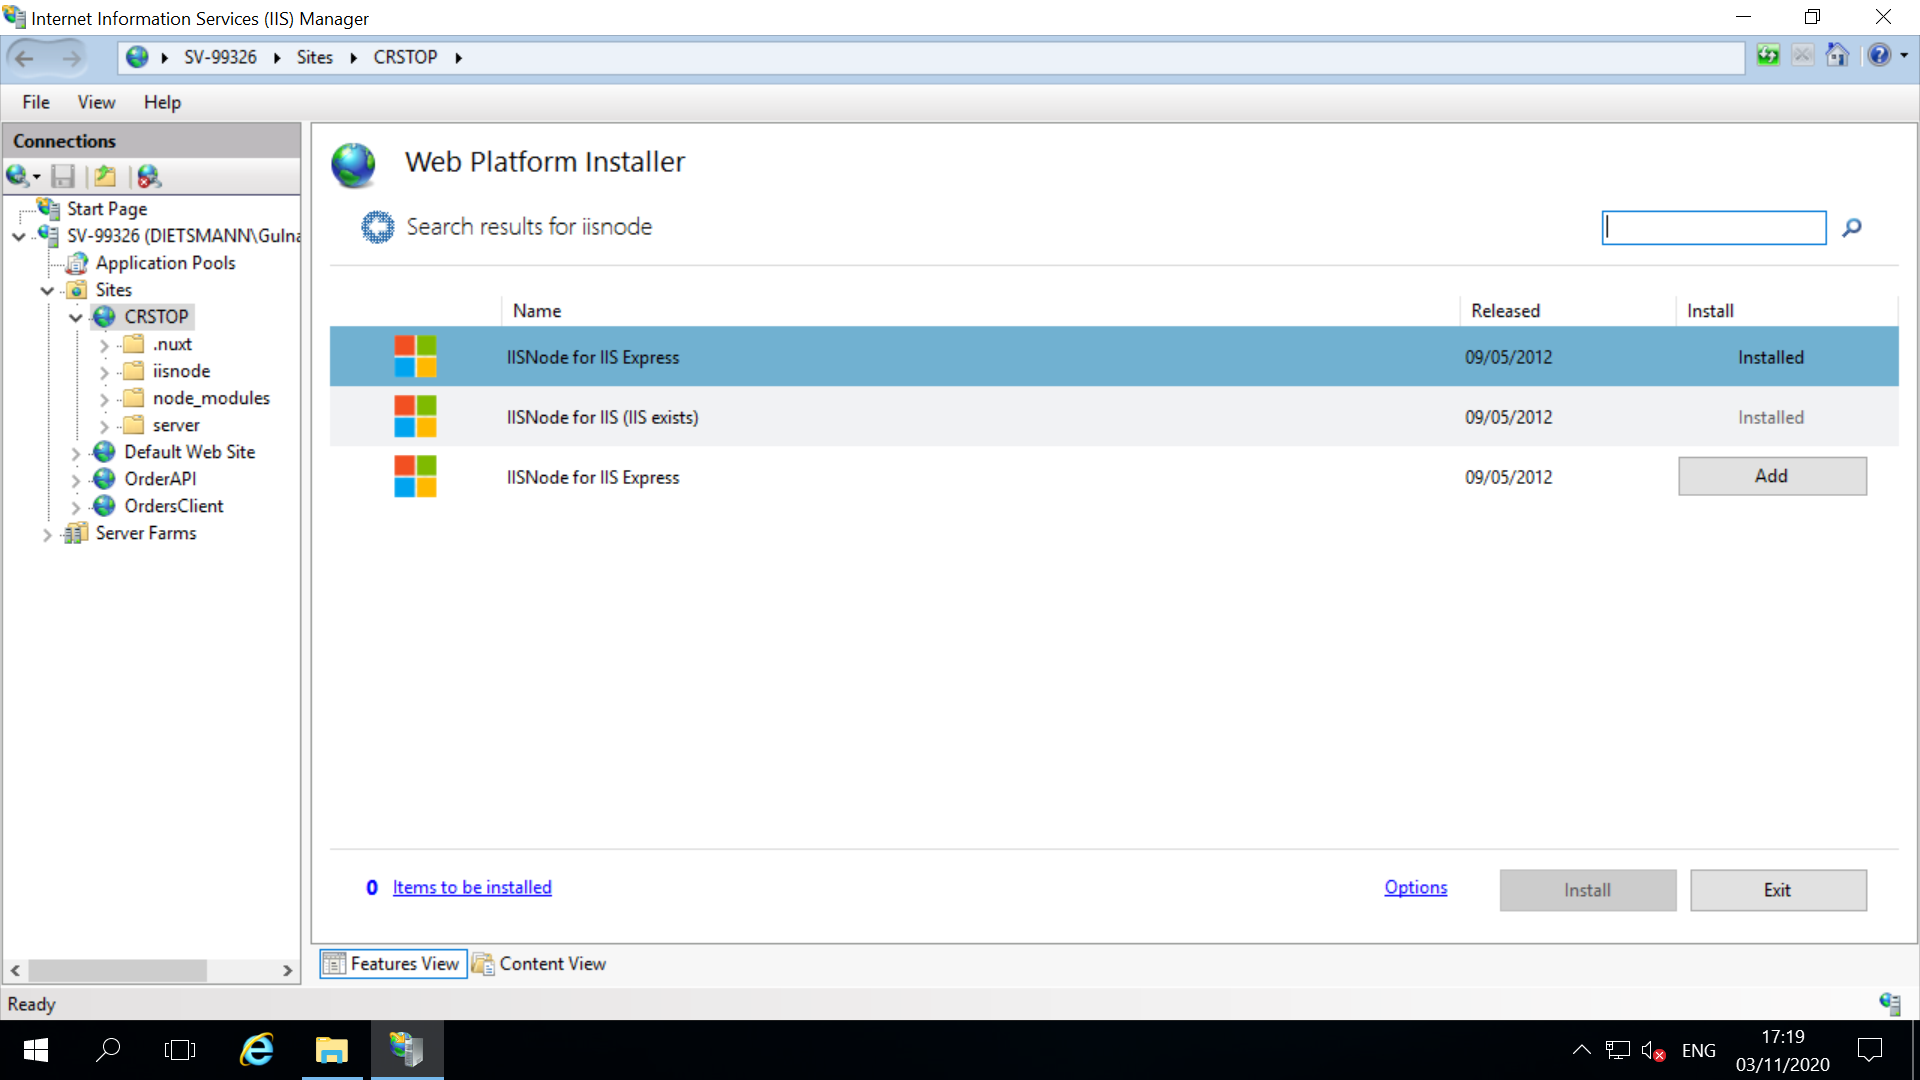 Internet Information Services (IIS) Manager
SV-99326 Sites CRSTOP
File View Help
Connections
Start Page
SV-99326 (DIETSMANN\Gulna
Application Pools
Sites
CRSTOP
.nuxt
iisnode
node_modules
server
Default Web Site
OrderAPI
OrdersClient
Server Farms
Web Platform Installer
Search results for iisnode
Name Released Install
IISNode for IIS Express 09/05/2012 Installed
IISNode for IIS (IIS exists) 09/05/2012 Installed
IISNode for IIS Express 09/05/2012 Add
0 Items to be installed Options Install Exit
Features View Content View
Ready
ENG
17:19
03/11/2020